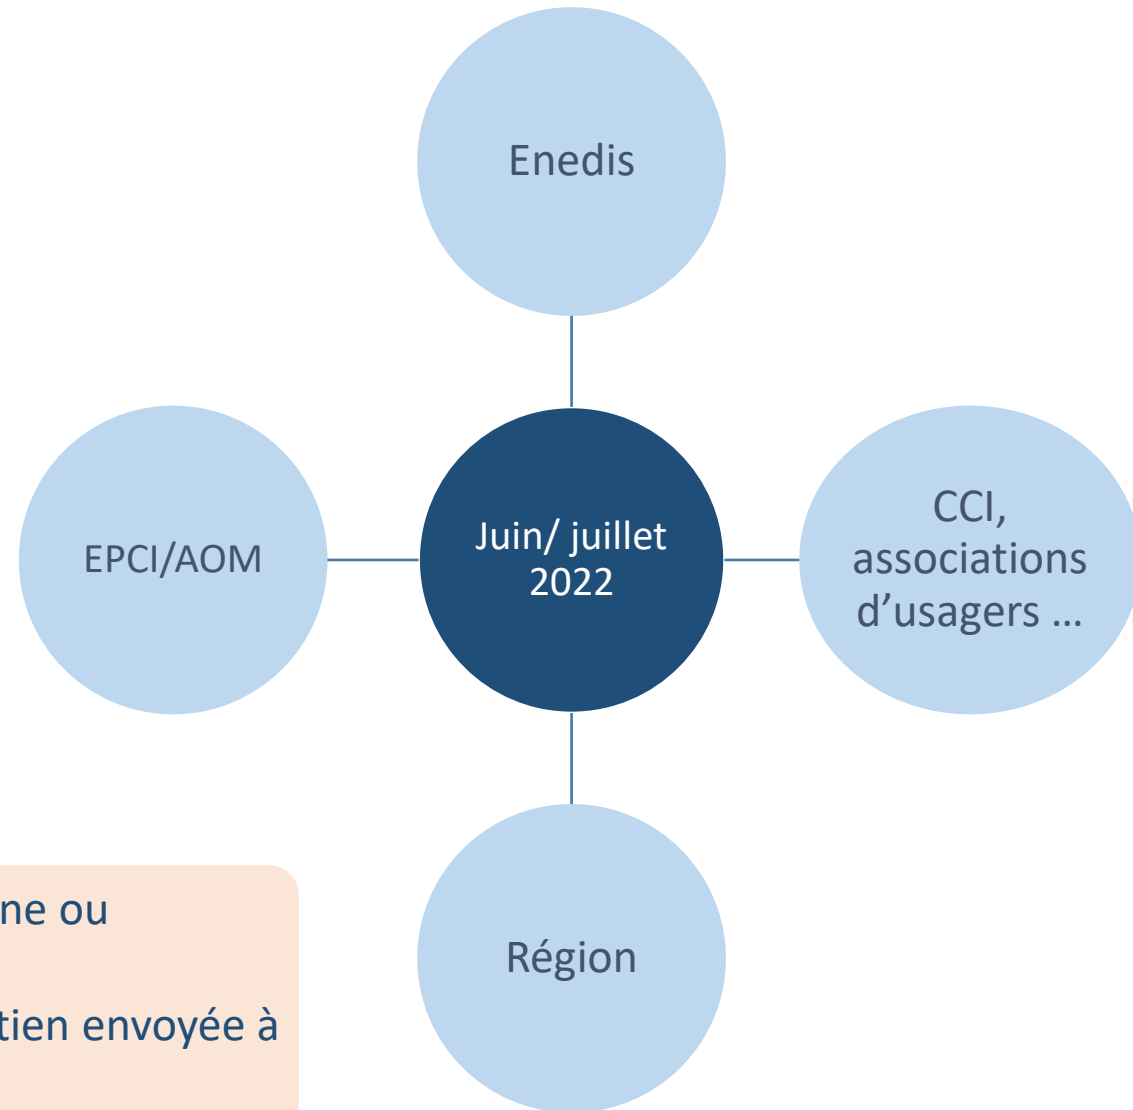 Enedis
EPCI/AOM
Juin/ juillet
2022
CCI,
associations
d’usagers …
Région
ne ou
tien envoyée à